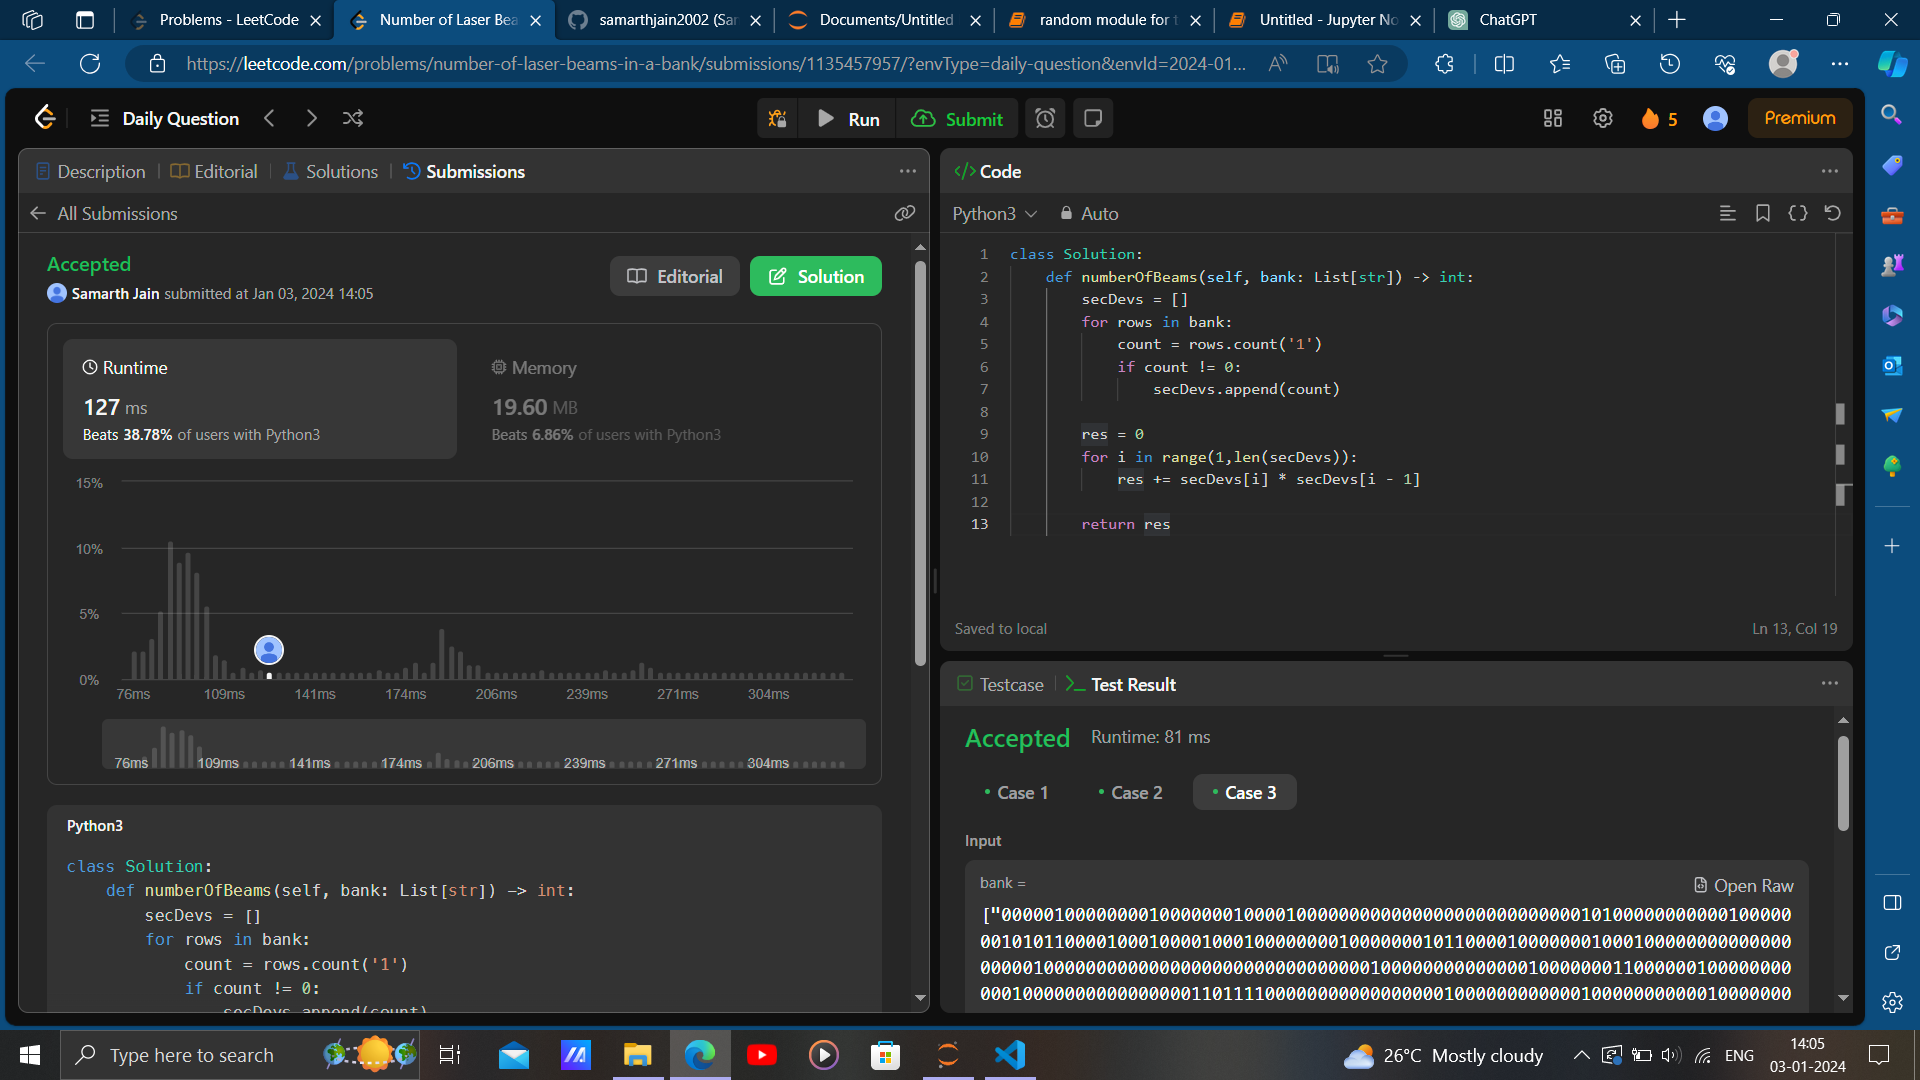 Problems - LeetCode
Number of Laser Bea
samarthjain2002 (Sar
Documents/Untitled
random module for t
Untitled - Jupyter No
ChatGPT
https://leetcode.com/problems/number-of-laser-beams-in-a-bank/submissions/1135457957/?envType=daily-question&envId=2024-01...
Daily Question
Run
Submit
5
Premium
Description
Editorial
Solutions
Submissions
All Submissions
Accepted
Samarth Jain submitted at Jan 03, 2024 14:05
Editorial
Solution
Runtime
127 ms
Beats 38.78% of users with Python3
Memory
19.60 MB
Beats 6.86% of users with Python3
15%
10%
5%
0%
76ms 109ms 141ms 174ms 206ms 239ms 271ms 304ms
76ms 109ms 141ms 174ms 206ms 239ms 271ms 304ms
Python3
class Solution:
def numberOfBeams(self, bank: List[str]) -> int:
secDevs = []
for rows in bank:
count = rows.count('1')
if count != 0:
secDevs.append(count)
</> Code
Python3
Auto
1 class Solution:
2 def numberOfBeams(self, bank: List[str]) -> int:
3 secDevs = []
4 for rows in bank:
5 count = rows.count('1')
6 if count != 0:
7 secDevs.append(count)
8
9 res = 0
10 for i in range(1,len(secDevs)):
11 res += secDevs[i] * secDevs[i - 1]
12
13 return res
Saved to local
Ln 13, Col 19
Testcase
Test Result
Accepted
Runtime: 81 ms
Case 1
Case 2
Case 3
Input
bank =
Open Raw
Type here to search
26°C Mostly cloudy
ENG
14:05
03-01-2024